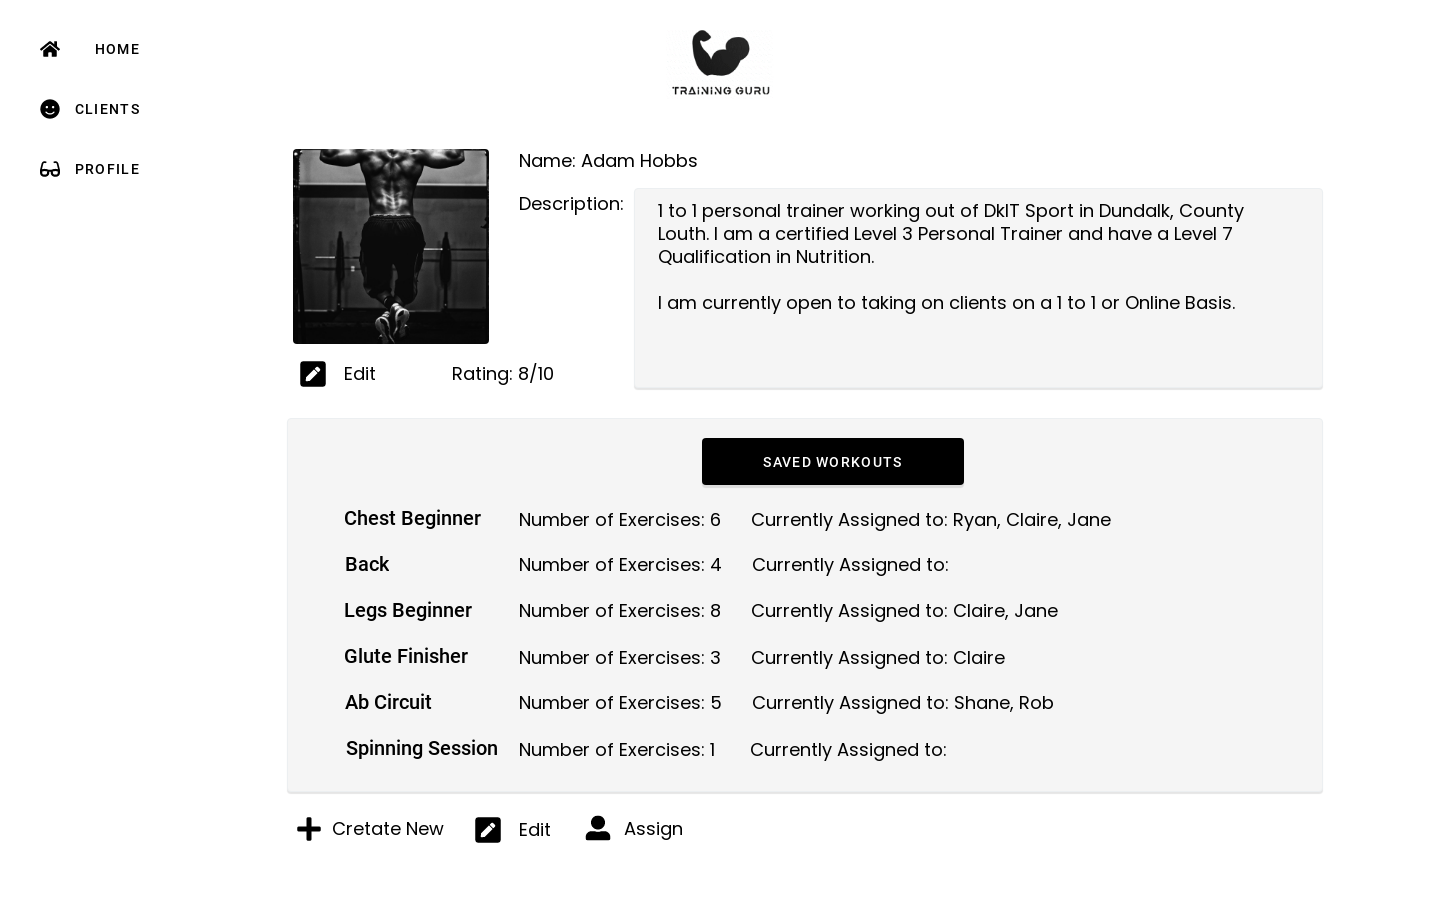 HOME
CLIENTS
PROFILE
TRAINING GURU
Name: Adam Hobbs
Description:
1 to 1 personal trainer working out of DkIT Sport in Dundalk, County
Louth. I am a certified Level 3 Personal Trainer and have a Level 7
Qualification in Nutrition.
I am currently open to taking on clients on a 1 to 1 or Online Basis.
Edit
Rating: 8/10
SAVED WORKOUTS
Chest Beginner Number of Exercises: 6 Currently Assigned to: Ryan, Claire, Jane
Back Number of Exercises: 4 Currently Assigned to:
Legs Beginner Number of Exercises: 8 Currently Assigned to: Claire, Jane
Glute Finisher Number of Exercises: 3 Currently Assigned to: Claire
Ab Circuit Number of Exercises: 5 Currently Assigned to: Shane, Rob
Spinning Session Number of Exercises: 1 Currently Assigned to:
Cretate New Edit Assign